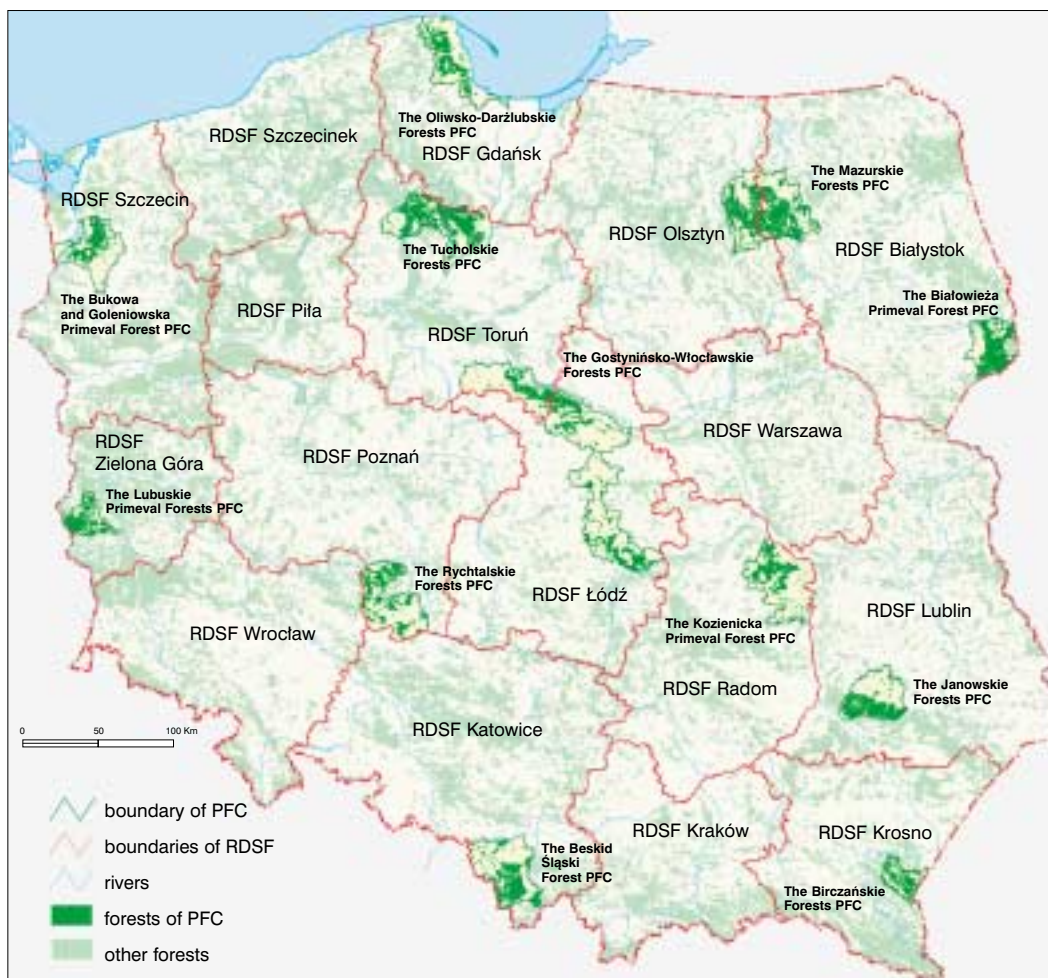 The Oliwsko-Darżlubskie
Forests PFC
RDSF Szczecinek
RDSF Gdańsk
The Mazurskie
Forests PFC
RDSF Szczecin
RDSF Olsztyn
The Tucholskie
Forests PFC
RDSF Białystok
The Bukowa
and Goleniowska
Primeval Forest PFC
RDSF Piła
The Białowieża
Primeval Forest PFC
RDSF Toruń
The Gostynińsko-Włocławskie
Forests PFC
RDSF Warszawa
RDSF
Zielona Góra
RDSF Poznań
The Lubuskie
Primeval Forests PFC
The Rychtalskie
Forests PFC
RDSF Łódź
RDSF Wrocław
The Kozienicka
Primeval Forest PFC
RDSF Lublin
RDSF Radom
The Janowskie
Forests PFC
RDSF Katowice
0 50 100 Km
boundary of PFC
boundaries of RDSF
rivers
forests of PFC
other forests
RDSF Kraków
RDSF Krosno
The Beskid
Śląski
Forest PFC
The Birczańskie
Forests PFC